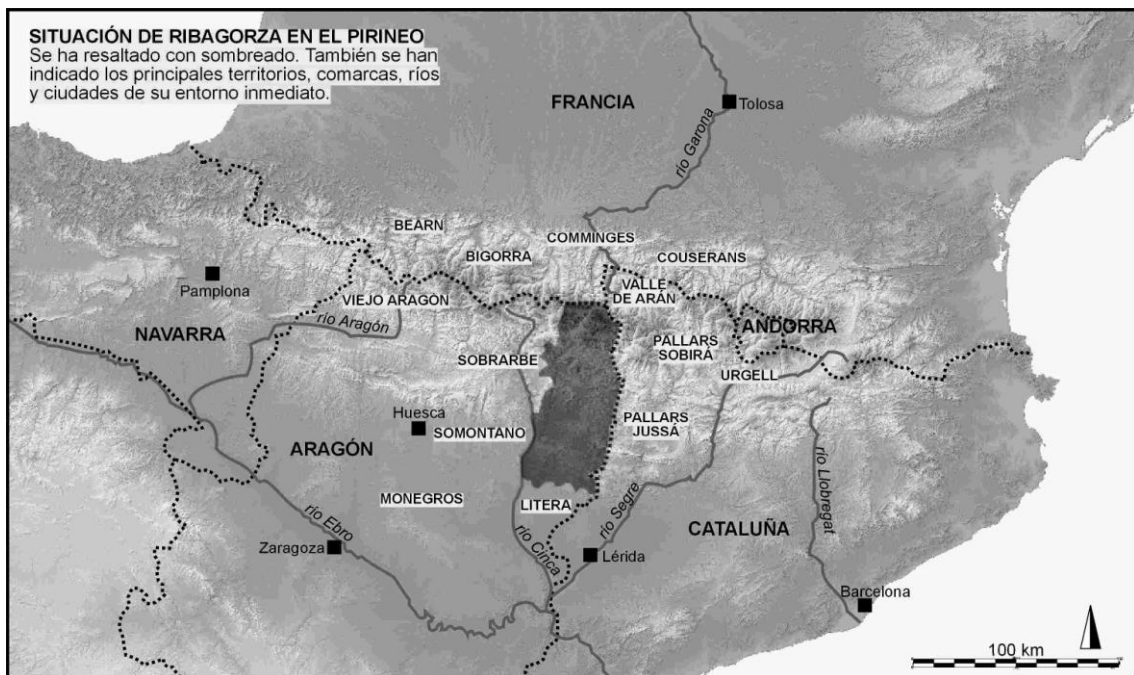 SITUACIÓN DE RIBAGORZA EN EL PIRINEO
Se ha resaltado con sombreado. También se han
indicado los principales territorios, comarcas, ríos
y ciudades de su entorno inmediato.
FRANCIA
Tolosa
río Garona
BEARN
BIGORRA
COMMINGES
COUSERANS
Pamplona
VIEJO ARAGÓN
VALLE
DE ARÁN
NAVARRA
río Aragón
ANDORRA
SOBRARBE
PALLARS
SOBIRÁ
URGELL
Huesca
SOMONTANO
PALLARS
JUSSÁ
ARAGÓN
MONEGROS
LITERA
río Segre
río Llobregat
CATALUÑA
río Ebro
Zaragoza
río Cinca
Lérida
Barcelona
100 km